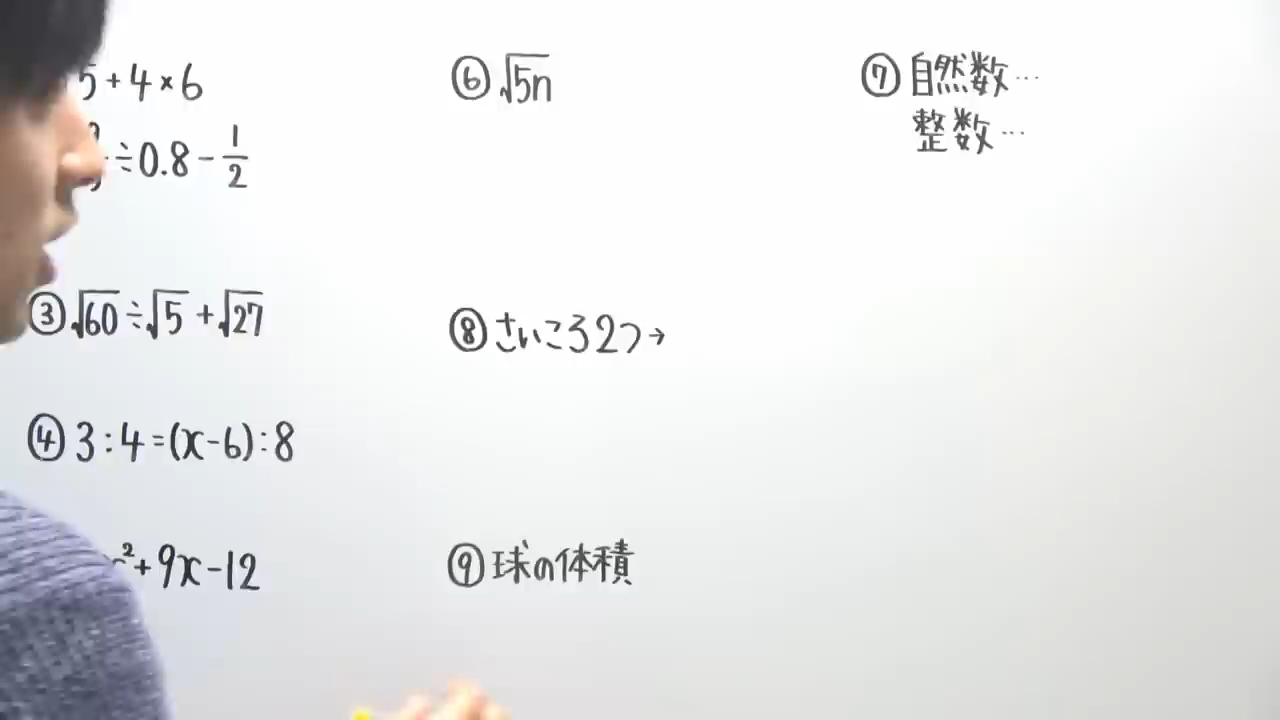 5+4×6
÷0.8-1/2
③√60÷√5+√27
④3:4=(x-6):8
²+9x-12
⑥√5n
⑧さいころ2つ→
⑨球の体積
⑦自然数…
整数…